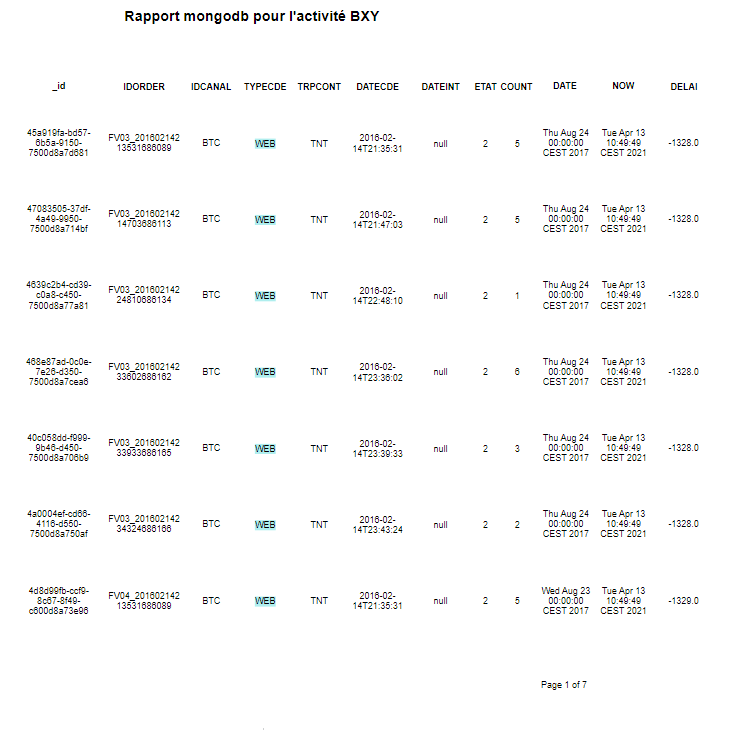 Rapport mongodb pour l'activité BXY
_id IDORDER IDCANAL TYPECDE TRPCONT DATECDE DATEINT ETAT COUNT DATE NOW DELAI
45a919fa-bd57- FV03_201602142 2016-02- Thu Aug 24 Tue Apr 13
6b5a-9150- 13531686089 BTC WEB TNT 14T21:35:31 null 2 5 00:00:00 10:49:49 -1328.0
7500d8a7d681 CEST 2017 CEST 2021
47083505-37df- FV03_201602142 2016-02- Thu Aug 24 Tue Apr 13
4a49-9950- 14703686113 BTC WEB TNT 14T21:47:03 null 2 5 00:00:00 10:49:49 -1328.0
7500d8a714bf CEST 2017 CEST 2021
4639c2b4-cd39- FV03_201602142 2016-02- Thu Aug 24 Tue Apr 13
c0a8-c450- 24810686134 BTC WEB TNT 14T22:48:10 null 2 1 00:00:00 10:49:49 -1328.0
7500d8a77a81 CEST 2017 CEST 2021
468e87ad-0c0e- FV03_201602142 2016-02- Thu Aug 24 Tue Apr 13
7e26-d350- 33602686162 BTC WEB TNT 14T23:36:02 null 2 6 00:00:00 10:49:49 -1328.0
7500d8a7cea6 CEST 2017 CEST 2021
40c058dd-f999- FV03_201602142 2016-02- Thu Aug 24 Tue Apr 13
9b46-d450- 33933686165 BTC WEB TNT 14T23:39:33 null 2 3 00:00:00 10:49:49 -1328.0
7500d8a706b9 CEST 2017 CEST 2021
4a0004ef-cd66- FV03_201602142 2016-02- Thu Aug 24 Tue Apr 13
4116-d550- 34324686166 BTC WEB TNT 14T23:43:24 null 2 2 00:00:00 10:49:49 -1328.0
7500d8a750af CEST 2017 CEST 2021
4d8d99fb-ccf9- FV04_201602142 2016-02- Wed Aug 23 Tue Apr 13
8c67-8f49- 13531686089 BTC WEB TNT 14T21:35:31 null 2 5 00:00:00 10:49:49 -1329.0
c600d8a73e96 CEST 2017 CEST 2021
Page 1 of 7